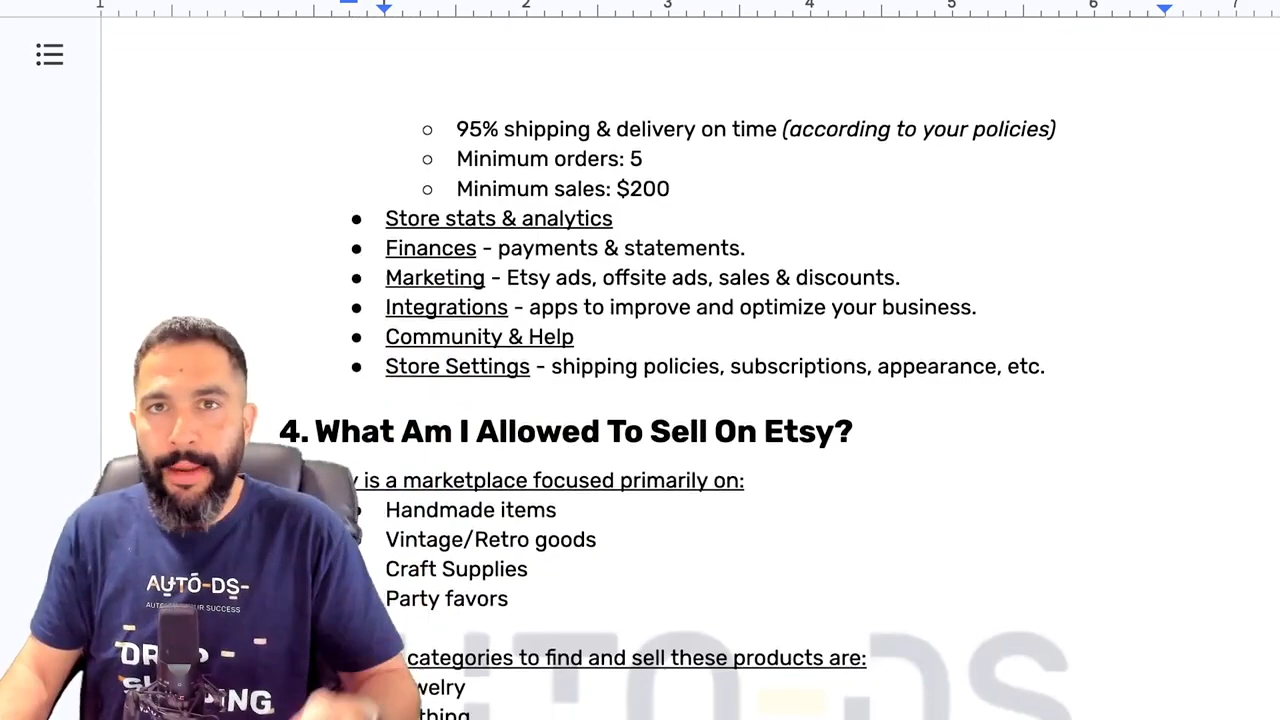 1 2 3 4 5 6 7
95% shipping & delivery on time (according to your policies)
Minimum orders: 5
Minimum sales: $200
Store stats & analytics
Finances - payments & statements.
Marketing - Etsy ads, offsite ads, sales & discounts.
Integrations - apps to improve and optimize your business.
Community & Help
Store Settings - shipping policies, subscriptions, appearance, etc.
4. What Am I Allowed To Sell On Etsy?
is a marketplace focused primarily on:
Handmade items
Vintage/Retro goods
Craft Supplies
Party favors
categories to find and sell these products are:
AUTO-DS-